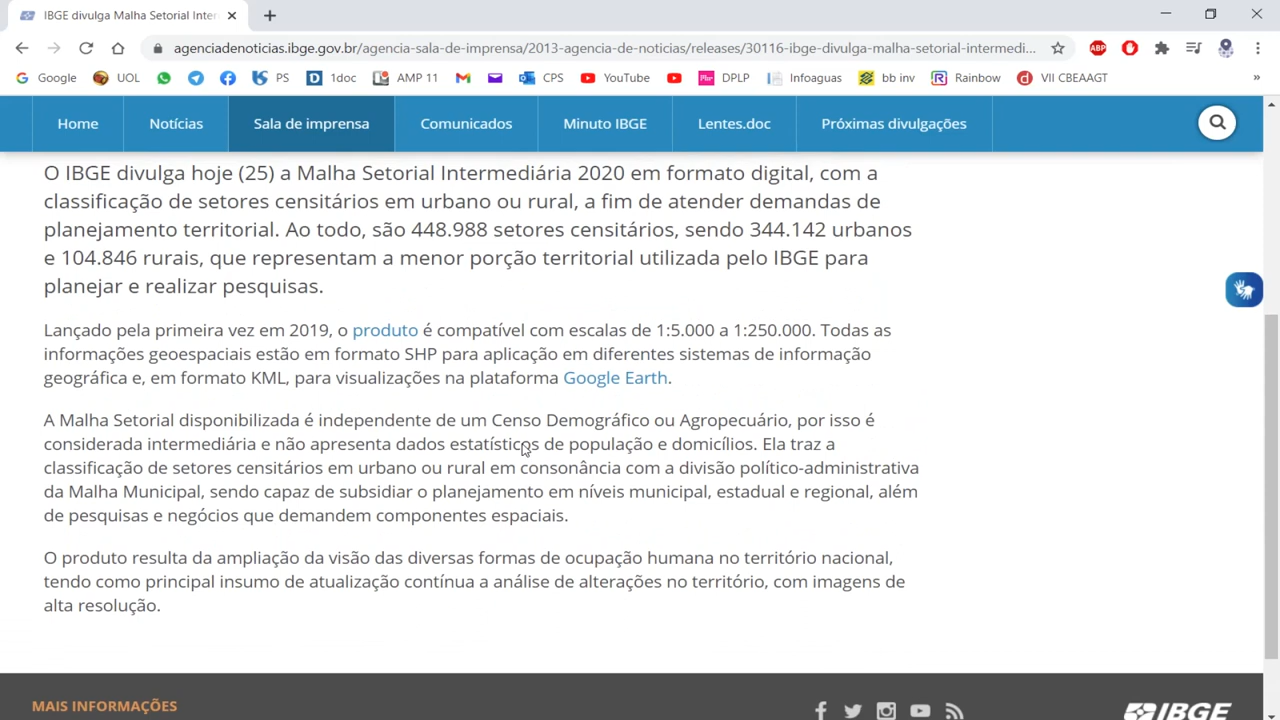 IBGE divulga Malha Setorial Inter
agenciadenoticias.ibge.gov.br/agencia-sala-de-imprensa/2013-agencia-de-noticias/releases/30116-ibge-divulga-malha-setorial-intermedi...
ABP
Google UOL PS 1doc AMP 11 CPS YouTube DPLP Infoaguas bb inv Rainbow VII CBEAAGT »
Home Notícias Sala de imprensa Comunicados Minuto IBGE Lentes.doc Próximas divulgações
O IBGE divulga hoje (25) a Malha Setorial Intermediária 2020 em formato digital, com a
classificação de setores censitários em urbano ou rural, a fim de atender demandas de
planejamento territorial. Ao todo, são 448.988 setores censitários, sendo 344.142 urbanos
e 104.846 rurais, que representam a menor porção territorial utilizada pelo IBGE para
planejar e realizar pesquisas.
Lançado pela primeira vez em 2019, o produto é compatível com escalas de 1:5.000 a 1:250.000. Todas as
informações geoespaciais estão em formato SHP para aplicação em diferentes sistemas de informação
geográfica e, em formato KML, para visualizações na plataforma Google Earth.
A Malha Setorial disponibilizada é independente de um Censo Demográfico ou Agropecuário, por isso é
considerada intermediária e não apresenta dados estatísticos de população e domicílios. Ela traz a
classificação de setores censitários em urbano ou rural em consonância com a divisão político-administrativa
da Malha Municipal, sendo capaz de subsidiar o planejamento em níveis municipal, estadual e regional, além
de pesquisas e negócios que demandem componentes espaciais.
O produto resulta da ampliação da visão das diversas formas de ocupação humana no território nacional,
tendo como principal insumo de atualização contínua a análise de alterações no território, com imagens de
alta resolução.
MAIS INFORMAÇÕES
IBGE